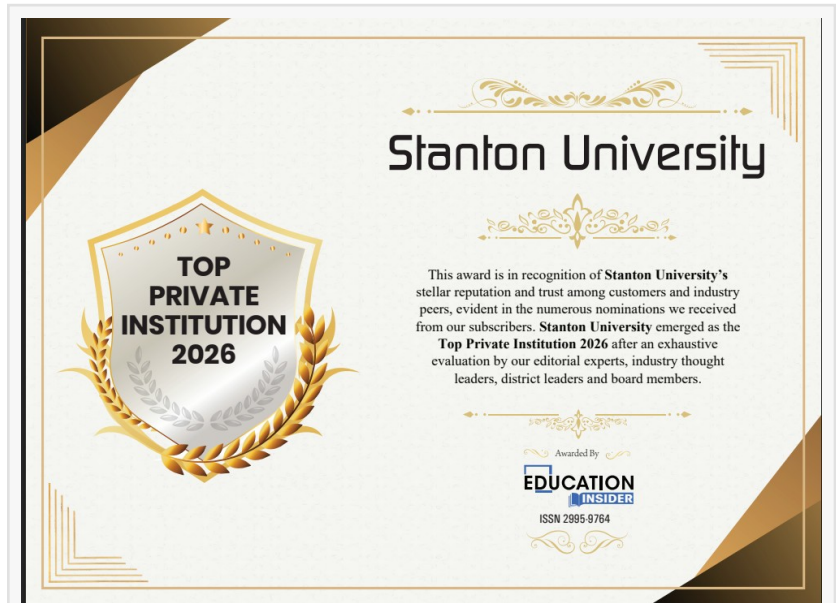 Stanton University
TOP
PRIVATE
INSTITUTION
2026
This award is in recognition of Stanton University's
stellar reputation and trust among customers and industry
peers, evident in the numerous nominations we received
from our subscribers. Stanton University emerged as the
Top Private Institution 2026 after an exhaustive
evaluation by our editorial experts, industry thought
leaders, district leaders and board members.
Awarded By
EDUCATION
INSIDER
ISSN 2995-9764